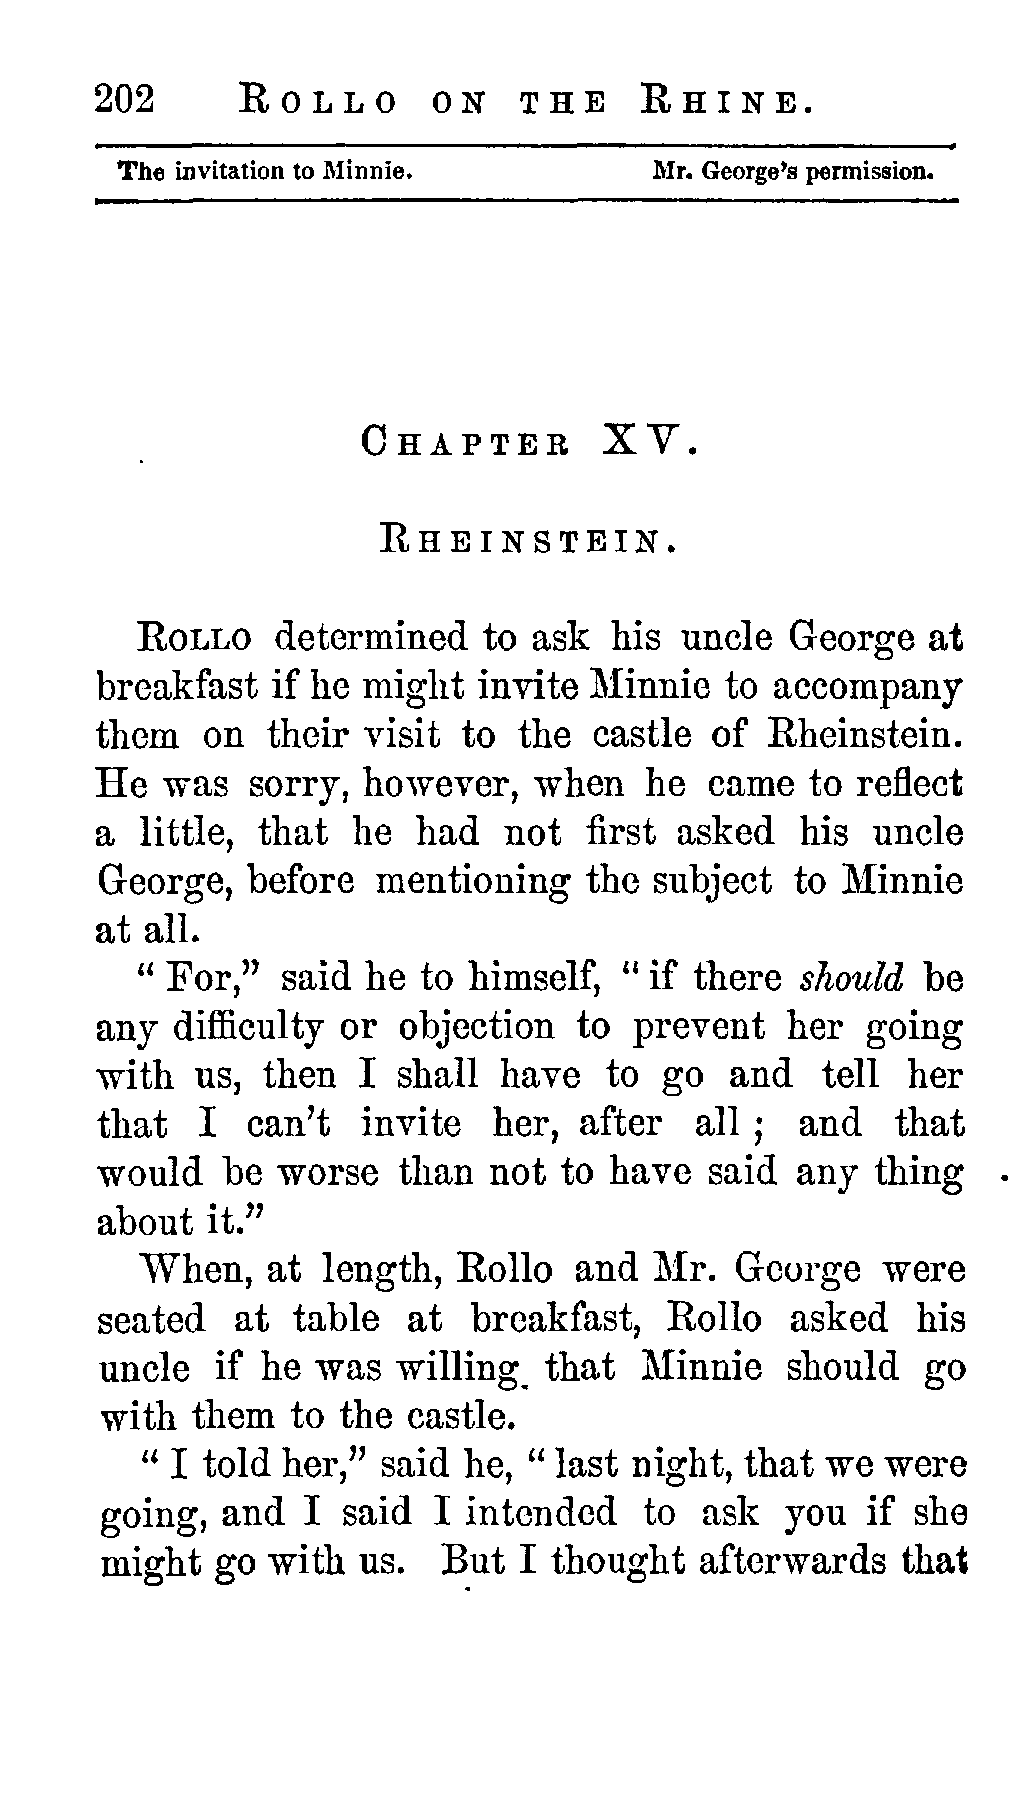 202 ROLLO ON THE RHINE.
The invitation to Minnie. Mr. George's permission.
CHAPTER XV.
RHEINSTEIN.
ROLLO determined to ask his uncle George at
breakfast if he might invite Minnie to accompany
them on their visit to the castle of Rheinstein.
He was sorry, however, when he came to reflect
a little, that he had not first asked his uncle
George, before mentioning the subject to Minnie
at all.
“ For,” said he to himself, “ if there should be
any difficulty or objection to prevent her going
with us, then I shall have to go and tell her
that I can't invite her, after all ; and that
would be worse than not to have said any thing
about it.”
When, at length, Rollo and Mr. George were
seated at table at breakfast, Rollo asked his
uncle if he was willing that Minnie should go
with them to the castle.
“ I told her,” said he, “ last night, that we were
going, and I said I intended to ask you if she
might go with us. But I thought afterwards that